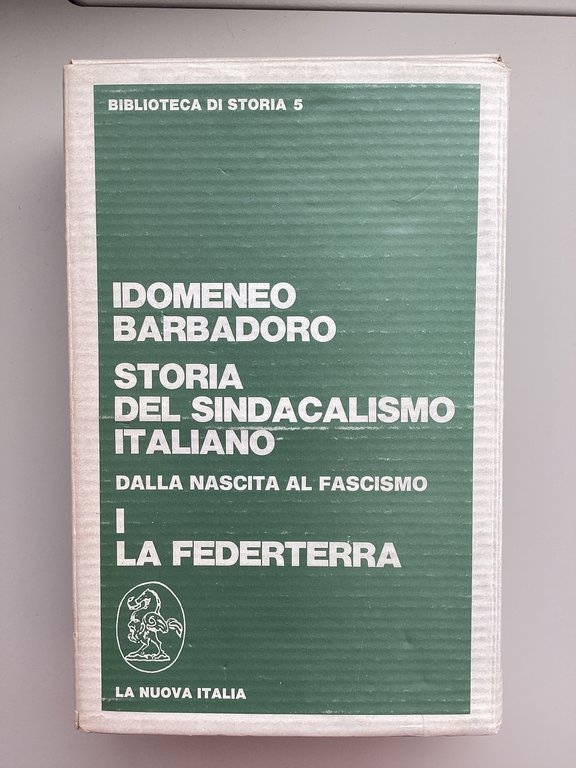 BIBLIOTECA DI STORIA 5
IDOMENEO
BARBADORO
STORIA
DEL SINDACALISMO
ITALIANO
DALLA NASCITA AL FASCISMO
I
LA FEDERTERRA
LA NUOVA ITALIA